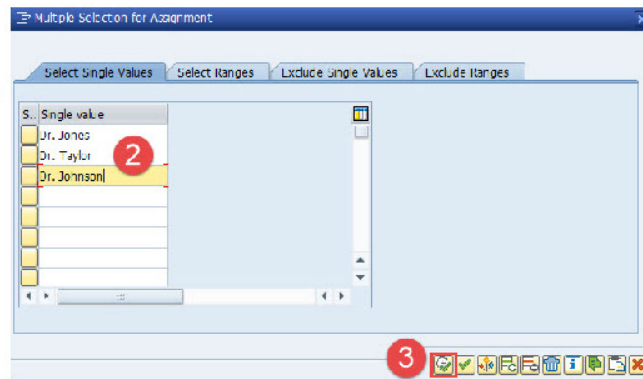 Multiple Selection for Assignment
Select Single Values Select Ranges Exclude Single Values Exclude Ranges
S.. Single value
Dr. Jones
Dr. Taylor
2
Dr. Johnson
3